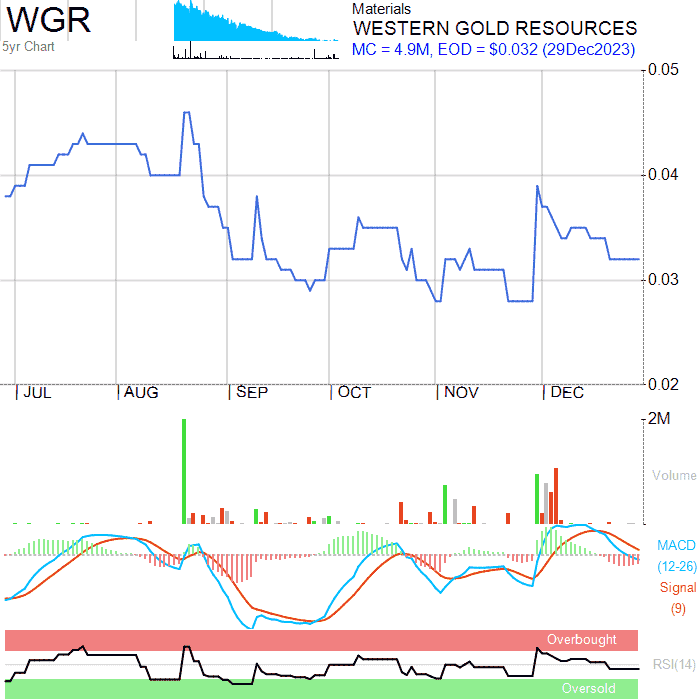 WGR
5yr Chart
Materials
WESTERN GOLD RESOURCES
MC = 4.9M, EOD = $0.032 (29Dec2023)
0.05
0.04
0.03
0.02
JUL AUG SEP OCT NOV DEC
2M
Volume
MACD
(12-26)
Signal
(9)
Overbought
RSI(14)
Oversold